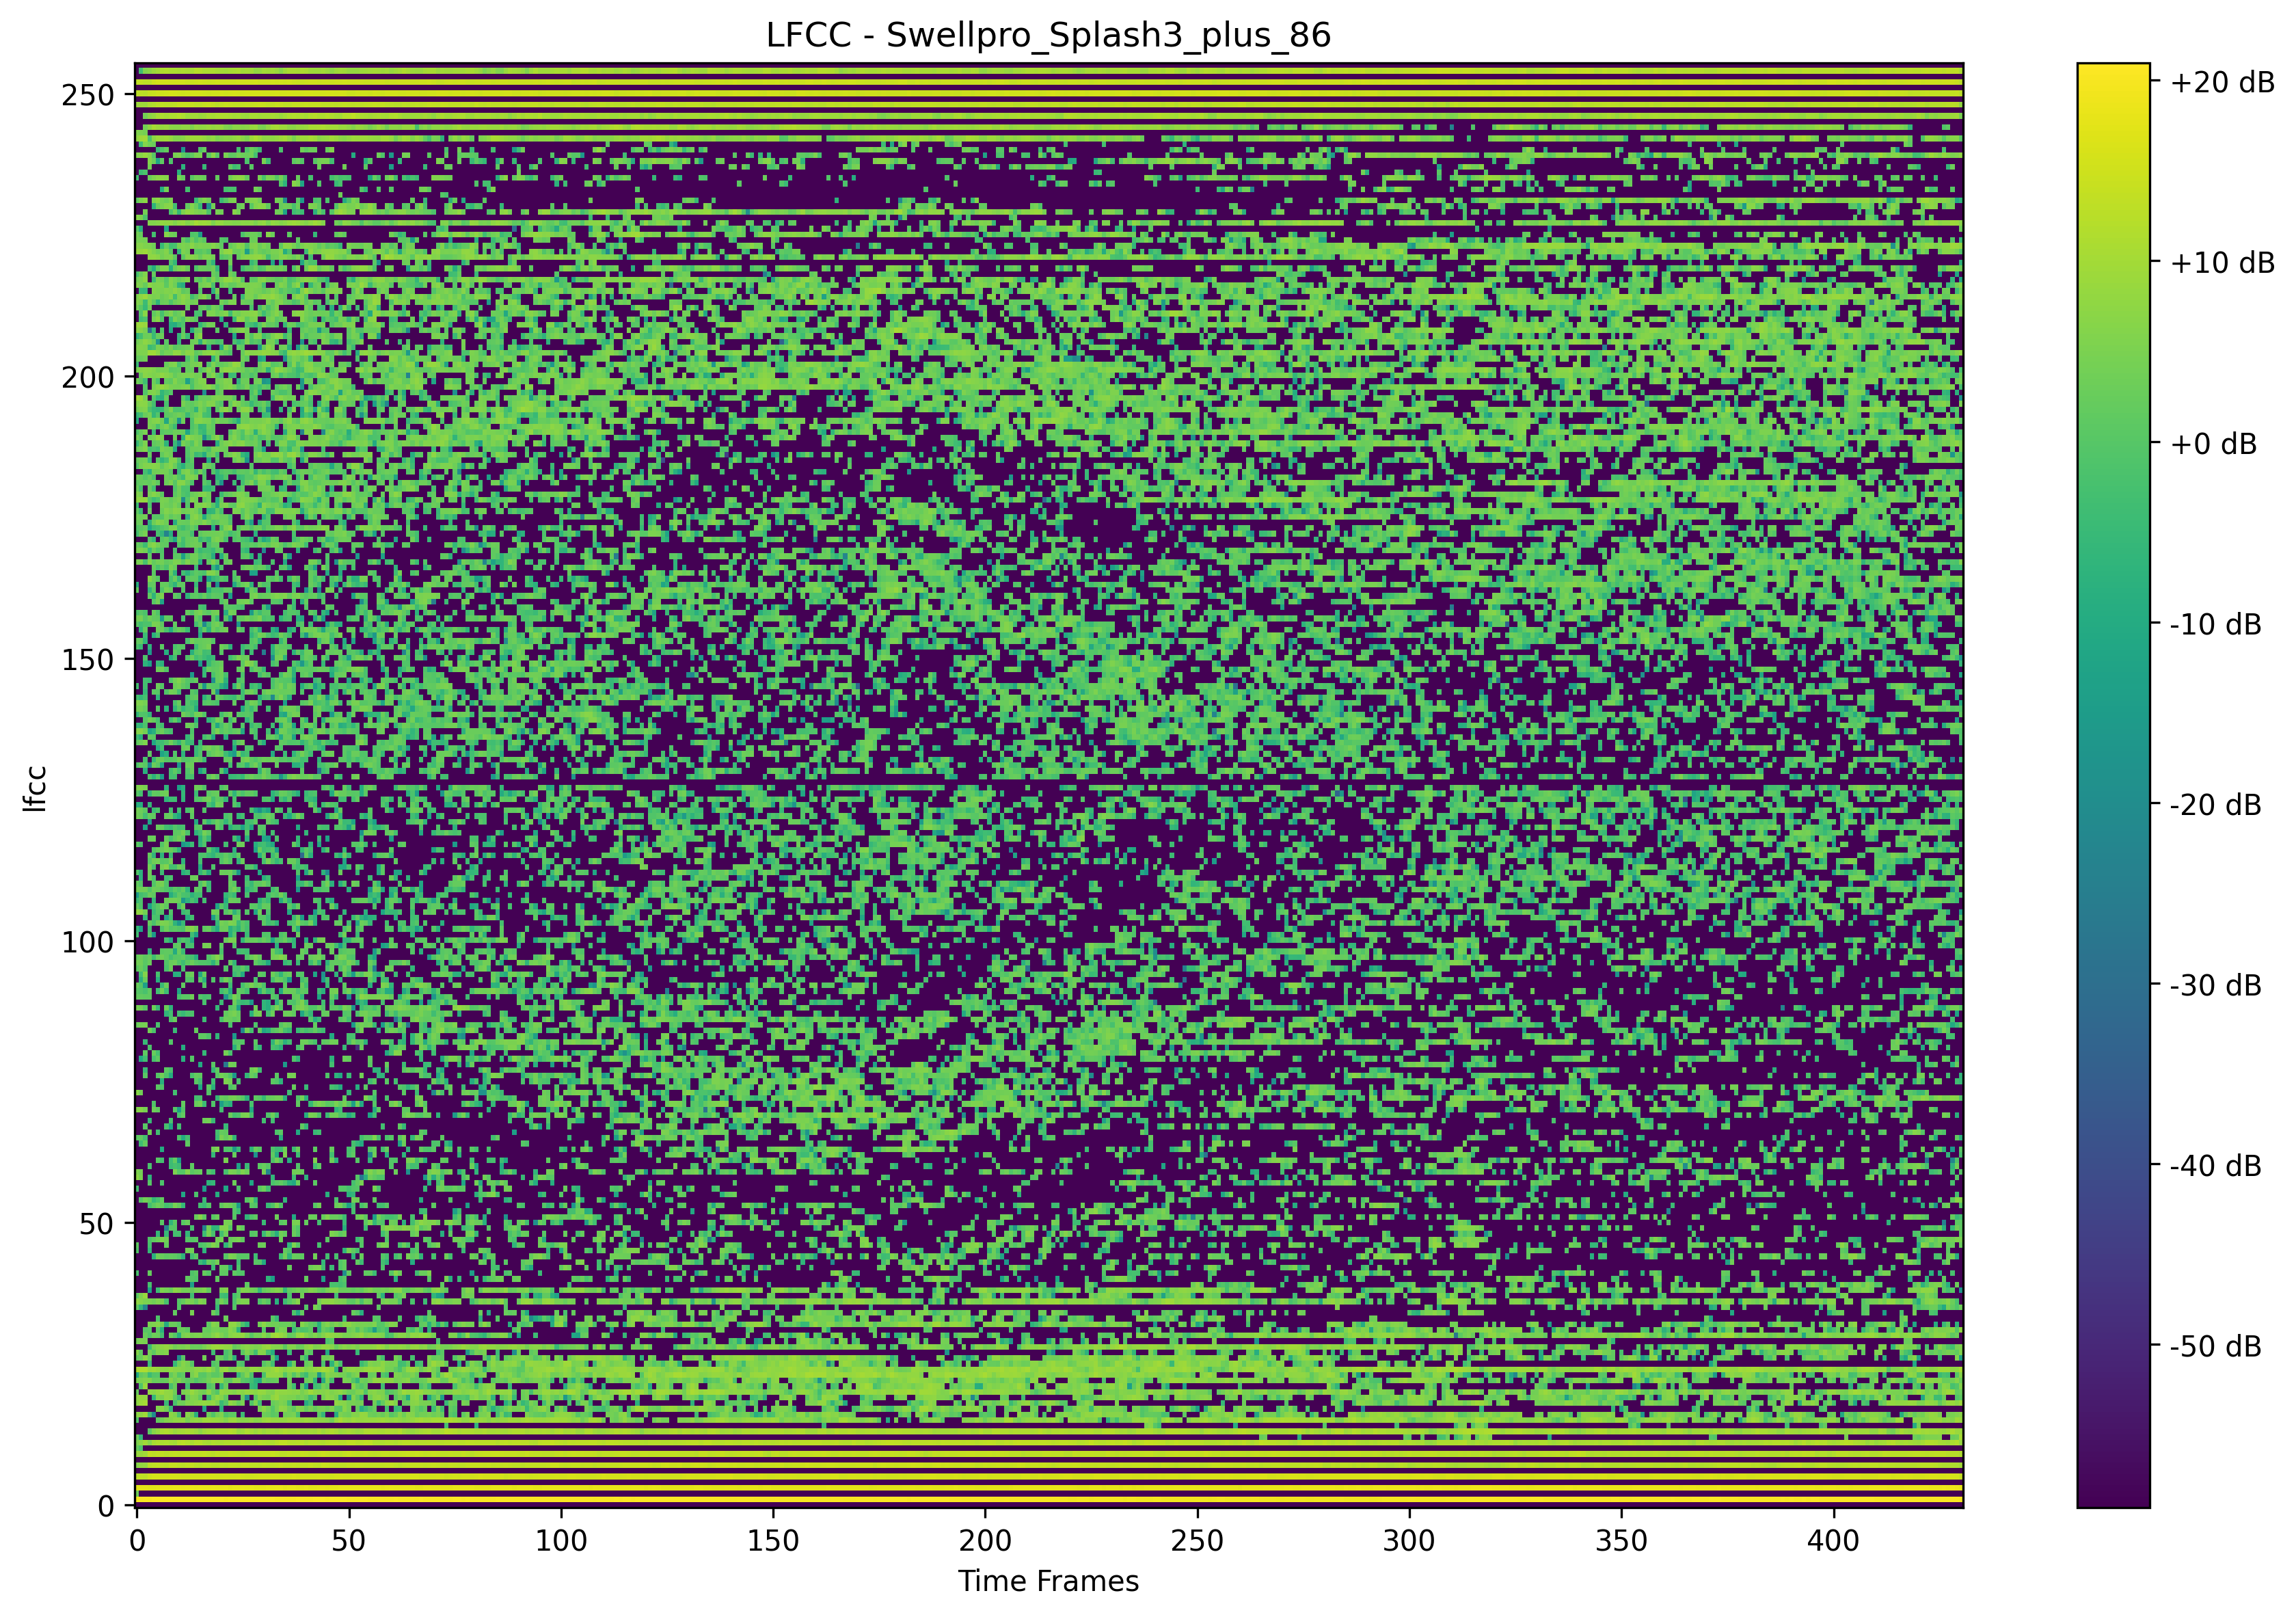 LFCC - Swellpro_Splash3_plus_86
lfcc
250
200
150
100
50
0
0 50 100 150 200 250 300 350 400
Time Frames
+20 dB
+10 dB
+0 dB
-10 dB
-20 dB
-30 dB
-40 dB
-50 dB